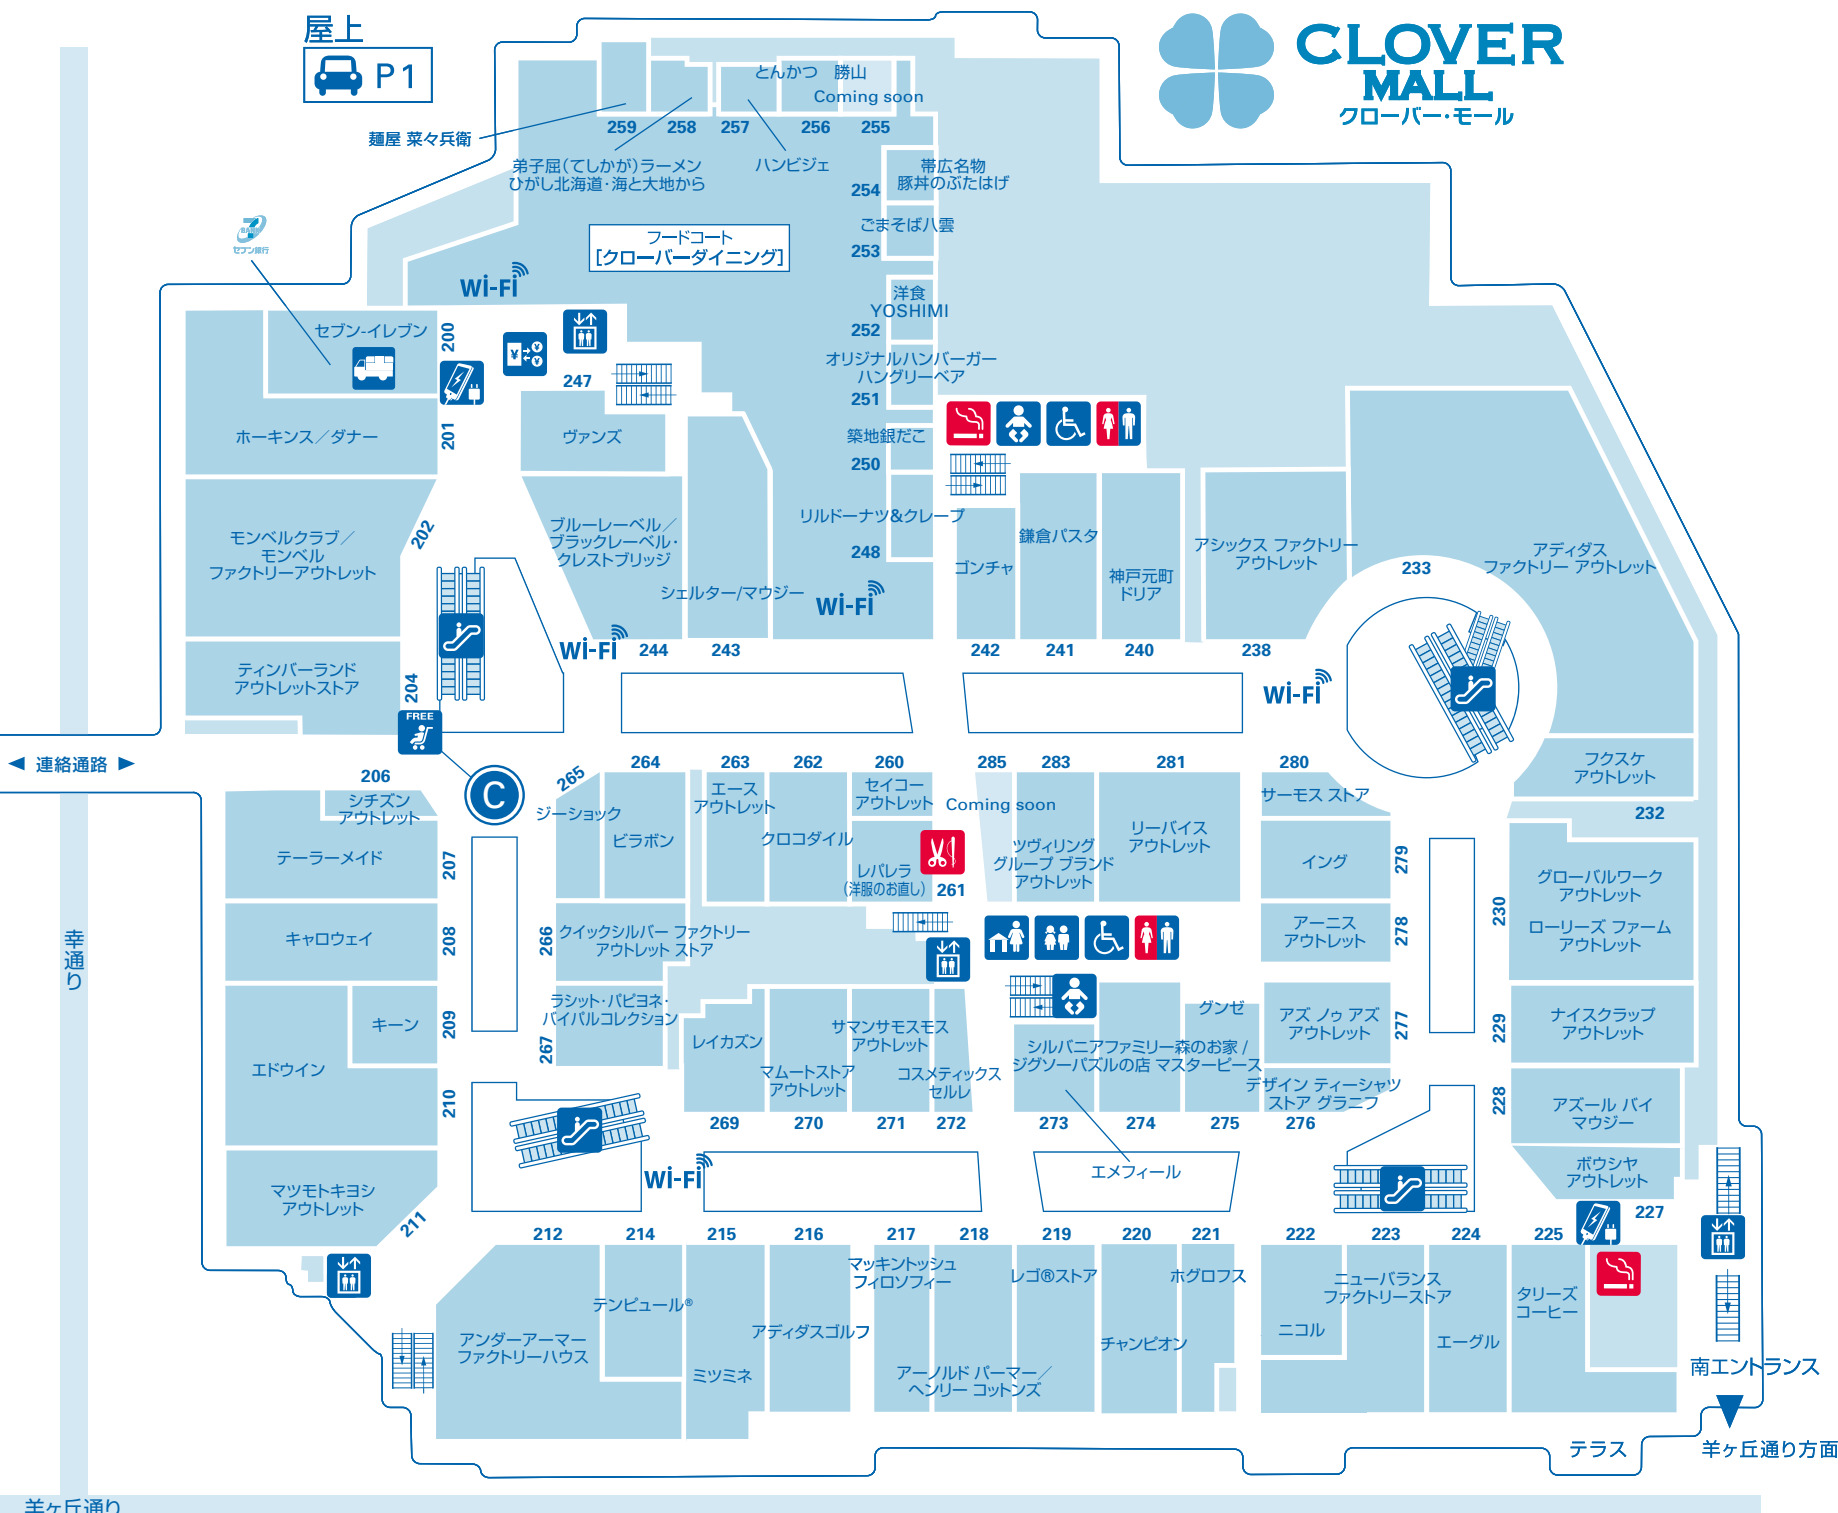 屋上
P1
CLOVER
MALL
クローバー・モール
とんかつ 勝山
Coming soon
259
258
257
256
255
麺屋 菜々兵衛
弟子屈(てしかが)ラーメン
ひがし北海道・海と大地から
ハンビジェ
254
帯広名物
豚丼のぶたはげ
ごまそば八雲
253
フードコート
[クローバーダイニング]
BANK
セブン銀行
Wi-Fi
洋食
YOSHIMI
252
セブン-イレブン
200
オリジナルハンバーガー
ハングリーベア
251
247
ホーキンス／ダナー
201
ヴァンズ
築地銀だこ
250
モンベルクラブ／
モンベル
ファクトリーアウトレット
202
ブルーレーベル／
ブラックレーベル・
クレストブリッジ
シェルター/マウジー
リルドーナツ&クレープ
248
Wi-Fi
ゴンチャ
鎌倉パスタ
神戸元町
ドリア
アシックス ファクトリー
アウトレット
233
アディダス
ファクトリー アウトレット
Wi-Fi
244
243
242
241
240
238
Wi-Fi
ティンバーランド
アウトレットストア
204
FREE
連絡通路
C
206
シチズン
アウトレット
265
264
263
262
260
285
283
281
280
ジーショック
ビラボン
エース
アウトレット
クロコダイル
セイコー
アウトレット
Coming soon
レパレラ
(洋服のお直し)
261
ツヴィリング
グループ ブランド
アウトレット
リーバイス
アウトレット
サーモス ストア
フクスケ
アウトレット
232
テーラーメイド
207
イング
279
グローバルワーク
アウトレット
ローリーズ ファーム
アウトレット
230
キャロウェイ
208
266
クイックシルバー ファクトリー
アウトレット ストア
アーニス
アウトレット
278
幸通り
キーン
209
エドウイン
210
ラシット・パピヨネ・
バイバルコレクション
267
レイカズン
マムートストア
アウトレット
サマンサモスモス
アウトレット
コスメティックス
セルレ
シルバニアファミリー森のお家 /
ジグソーパズルの店 マスターピース
グンゼ
アズ ノゥ アズ
アウトレット
277
デザイン ティーシャツ
ストア グラニフ
ナイスクラップ
アウトレット
229
アズール バイ
マウジー
228
269
270
271
272
273
274
275
276
Wi-Fi
エメフィール
ボウシヤ
アウトレット
227
マツモトキヨシ
アウトレット
211
212
214
215
216
217
218
219
220
221
222
223
224
225
アンダーアーマー
ファクトリーハウス
テンピュール®
ミツミネ
アディダスゴルフ
マッキントッシュ
フィロソフィー
アーノルド パーマー／
ヘンリー コットンズ
レゴ®ストア
チャンピオン
ホグロフス
ニコル
ニューバランス
ファクトリーストア
エーグル
タリーズ
コーヒー
南エントランス
テラス
羊ヶ丘通り方面
羊ヶ丘通り